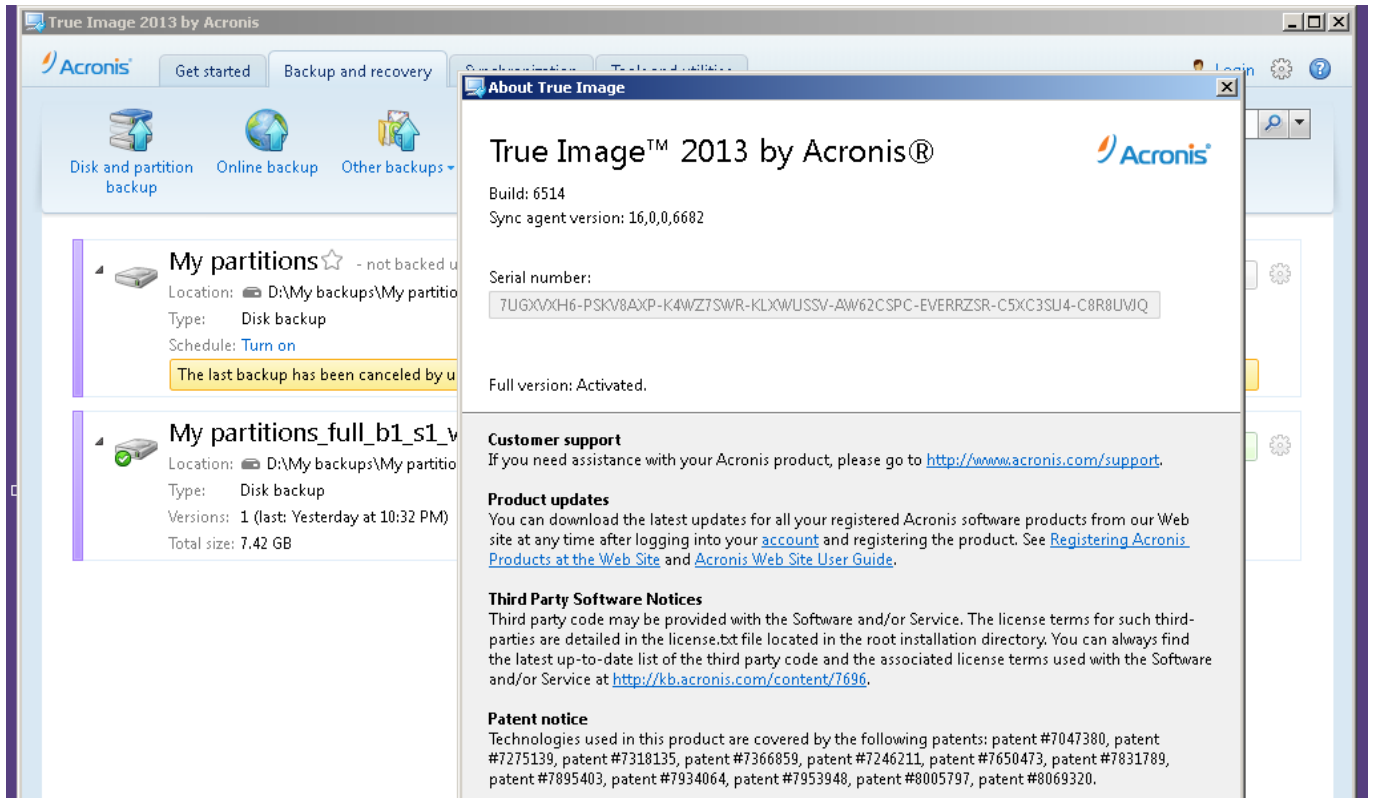 True Image 2013 by Acronis
Acronis
Get started
Backup and recovery
Synchronization
Tools and utilities
Login
Disk and partition
backup
Online backup
Other backups
My partitions - not backed u
Location: D:\My backups\My partitio
Type: Disk backup
Schedule: Turn on
The last backup has been canceled by u
My partitions_full_b1_s1_v
Location: D:\My backups\My partitio
Type: Disk backup
Versions: 1 (last: Yesterday at 10:32 PM)
Total size: 7.42 GB
About True Image
True Image™ 2013 by Acronis®
Acronis
Build: 6514
Sync agent version: 16,0,0,6682
Serial number:
7UGXVXH6-PSKV8AXP-K4WZ7SWR-KLXWUSSV-AW62CSPC-EVERRZSR-C5XC3SU4-C8R8UVJQ
Full version: Activated.
Customer support
If you need assistance with your Acronis product, please go to http://www.acronis.com/support.
Product updates
You can download the latest updates for all your registered Acronis software products from our Web
site at any time after logging into your account and registering the product. See Registering Acronis
Products at the Web Site and Acronis Web Site User Guide.
Third Party Software Notices
Third party code may be provided with the Software and/or Service. The license terms for such third-
parties are detailed in the license.txt file located in the root installation directory. You can always find
the latest up-to-date list of the third party code and the associated license terms used with the Software
and/or Service at http://kb.acronis.com/content/7696.
Patent notice
Technologies used in this product are covered by the following patents: patent #7047380, patent
#7275139, patent #7318135, patent #7366859, patent #7246211, patent #7650473, patent #7831789,
patent #7895403, patent #7934064, patent #7953948, patent #8005797, patent #8069320.